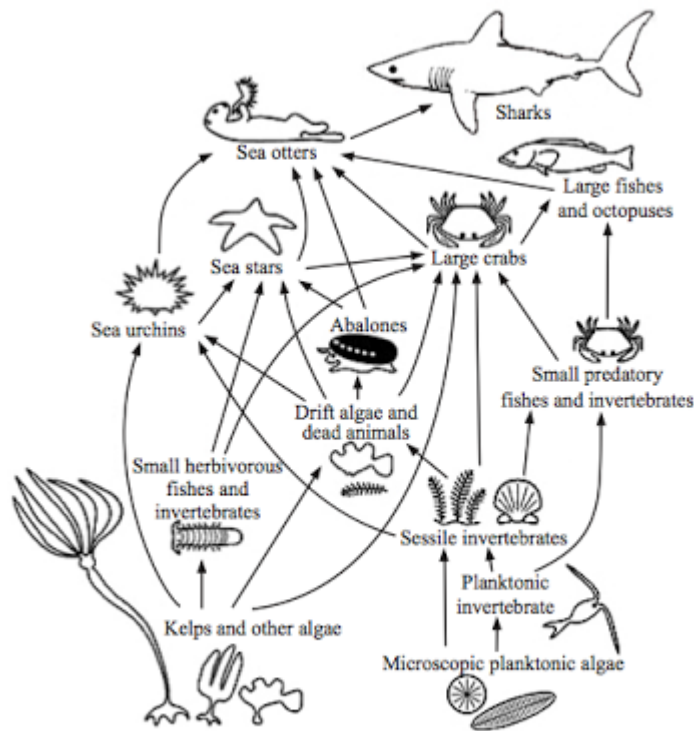 Sharks
Sea otters
Large fishes
and octopuses
Sea stars
Large crabs
Sea urchins
Abalones
Small predatory
fishes and invertebrates
Drift algae and
dead animals
Small herbivorous
fishes and
invertebrates
Sessile invertebrates
Planktonic
invertebrate
Kelps and other algae
Microscopic planktonic algae